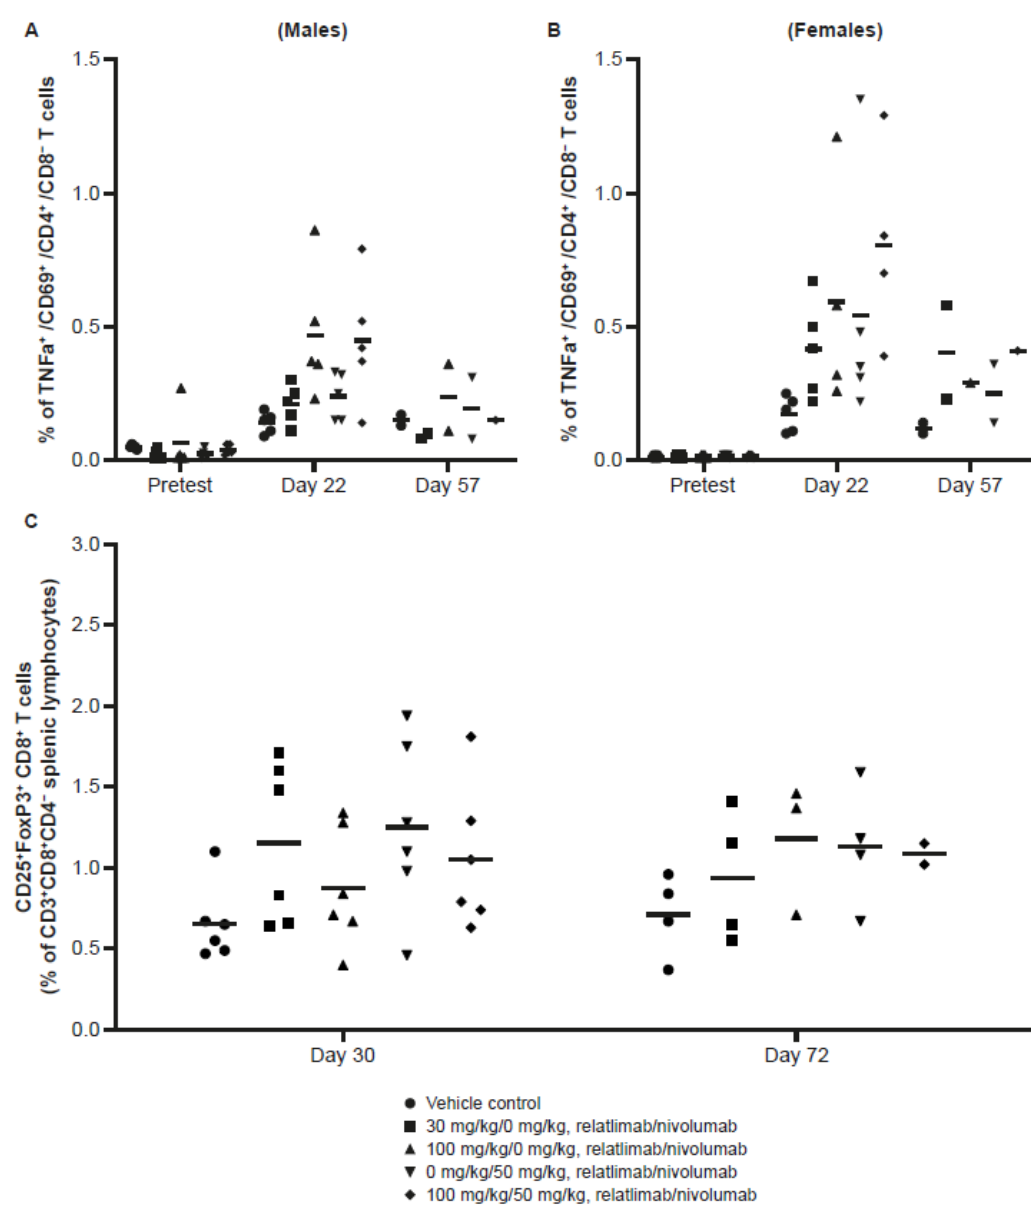 A
(Males)
% of TNFa⁺ /CD69⁺ /CD4⁺ /CD8⁻ T cells
1.5
1.0
0.5
0.0
Pretest
Day 22
Day 57
B
(Females)
% of TNFa⁺ /CD69⁺ /CD4⁺ /CD8⁻ T cells
1.5
1.0
0.5
0.0
Pretest
Day 22
Day 57
C
CD25⁺FoxP3⁺ CD8⁺ T cells
(% of CD3⁺CD8⁺CD4⁻ splenic lymphocytes)
3.0
2.5
2.0
1.5
1.0
0.5
0.0
Day 30
Day 72
Vehicle control
30 mg/kg/0 mg/kg, relatlimab/nivolumab
100 mg/kg/0 mg/kg, relatlimab/nivolumab
0 mg/kg/50 mg/kg, relatlimab/nivolumab
100 mg/kg/50 mg/kg, relatlimab/nivolumab